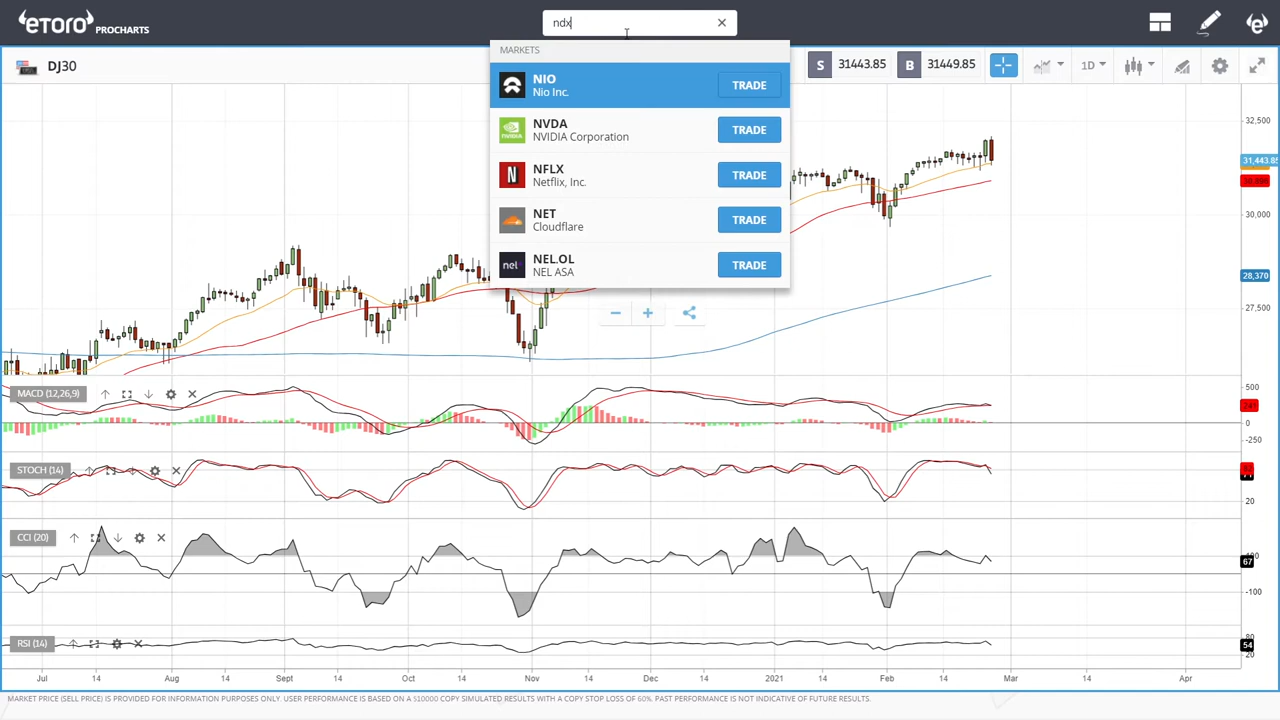 eToro PROCHARTS
ndx
MARKETS
NIO
Nio Inc.
TRADE
NVDA
NVIDIA Corporation
TRADE
NFLX
Netflix, Inc.
TRADE
NET
Cloudflare
TRADE
nel
NEL.OL
NEL ASA
TRADE
DJ30
S 31443.85 B 31449.85 1D
32,500
31,443.85
30,000
28,370
27,500
MACD (12,26,9)
500
241
0
-250
STOCH (14)
20
CCI (20)
67
-100
RSI (14)
80
54
20
Jul 14 Aug 14 Sept 14 Oct 14 Nov 14 Dec 14 2021 14 Feb 14 Mar 14 Apr
MARKET PRICE (SELL PRICE) IS PROVIDED FOR INFORMATION PURPOSES ONLY. USER PERFORMANCE IS BASED ON A $10000 COPY SIMULATED RESULTS WITH A COPY STOP LOSS OF 60%. PAST PERFORMANCE IS NOT INDICATIVE OF FUTURE RESULTS.